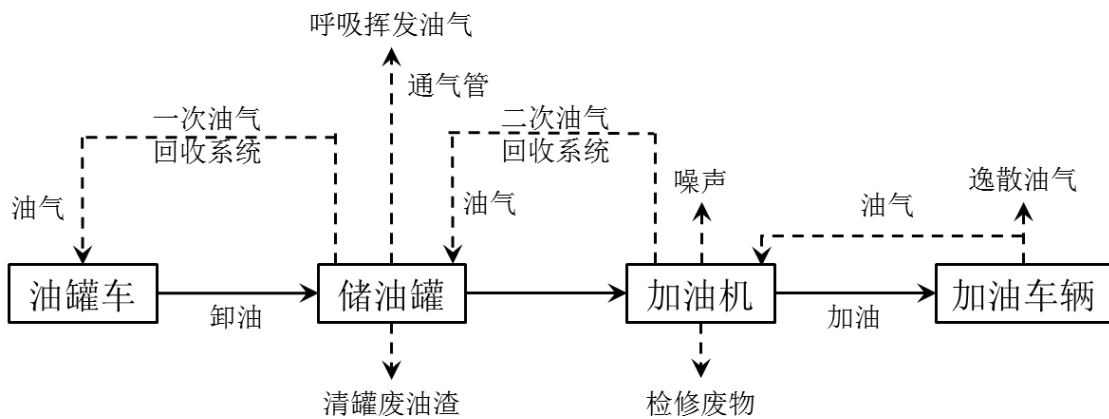 呼吸挥发油气
通气管
一次油气
回收系统
二次油气
回收系统
油气
油气
噪声
油气
逸散油气
油罐车
储油罐
加油机
加油车辆
卸油
加油
清罐废油渣
检修废物